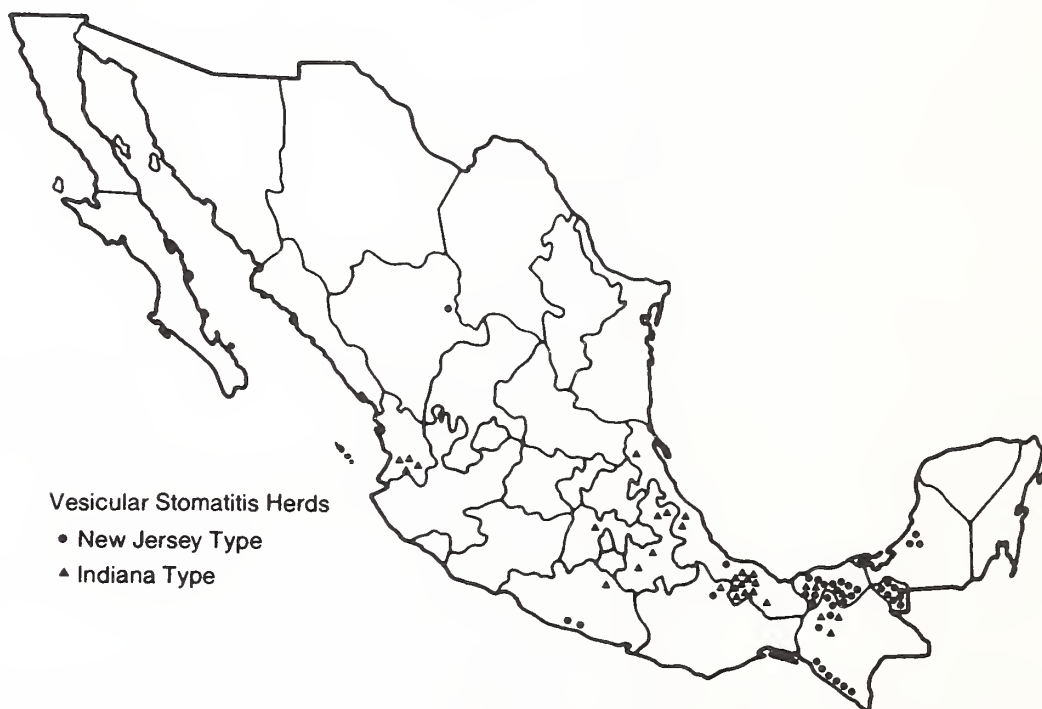 Vesicular Stomatitis Herds
• New Jersey Type
▲ Indiana Type